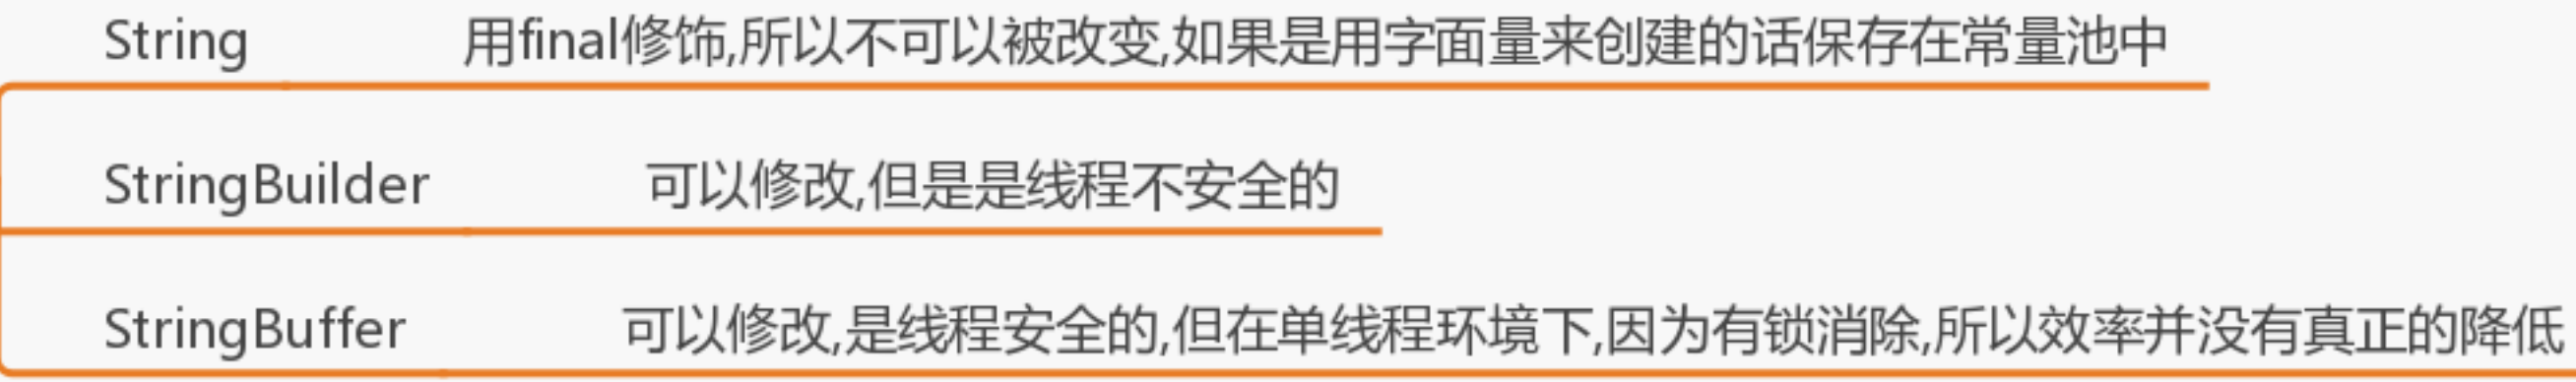 String 用final修饰,所以不可以被改变,如果是用字面量来创建的话保存在常量池中
StringBuilder 可以修改,但是是线程不安全的
StringBuffer 可以修改,是线程安全的,但在单线程环境下,因为有锁消除,所以效率并没有真正的降低